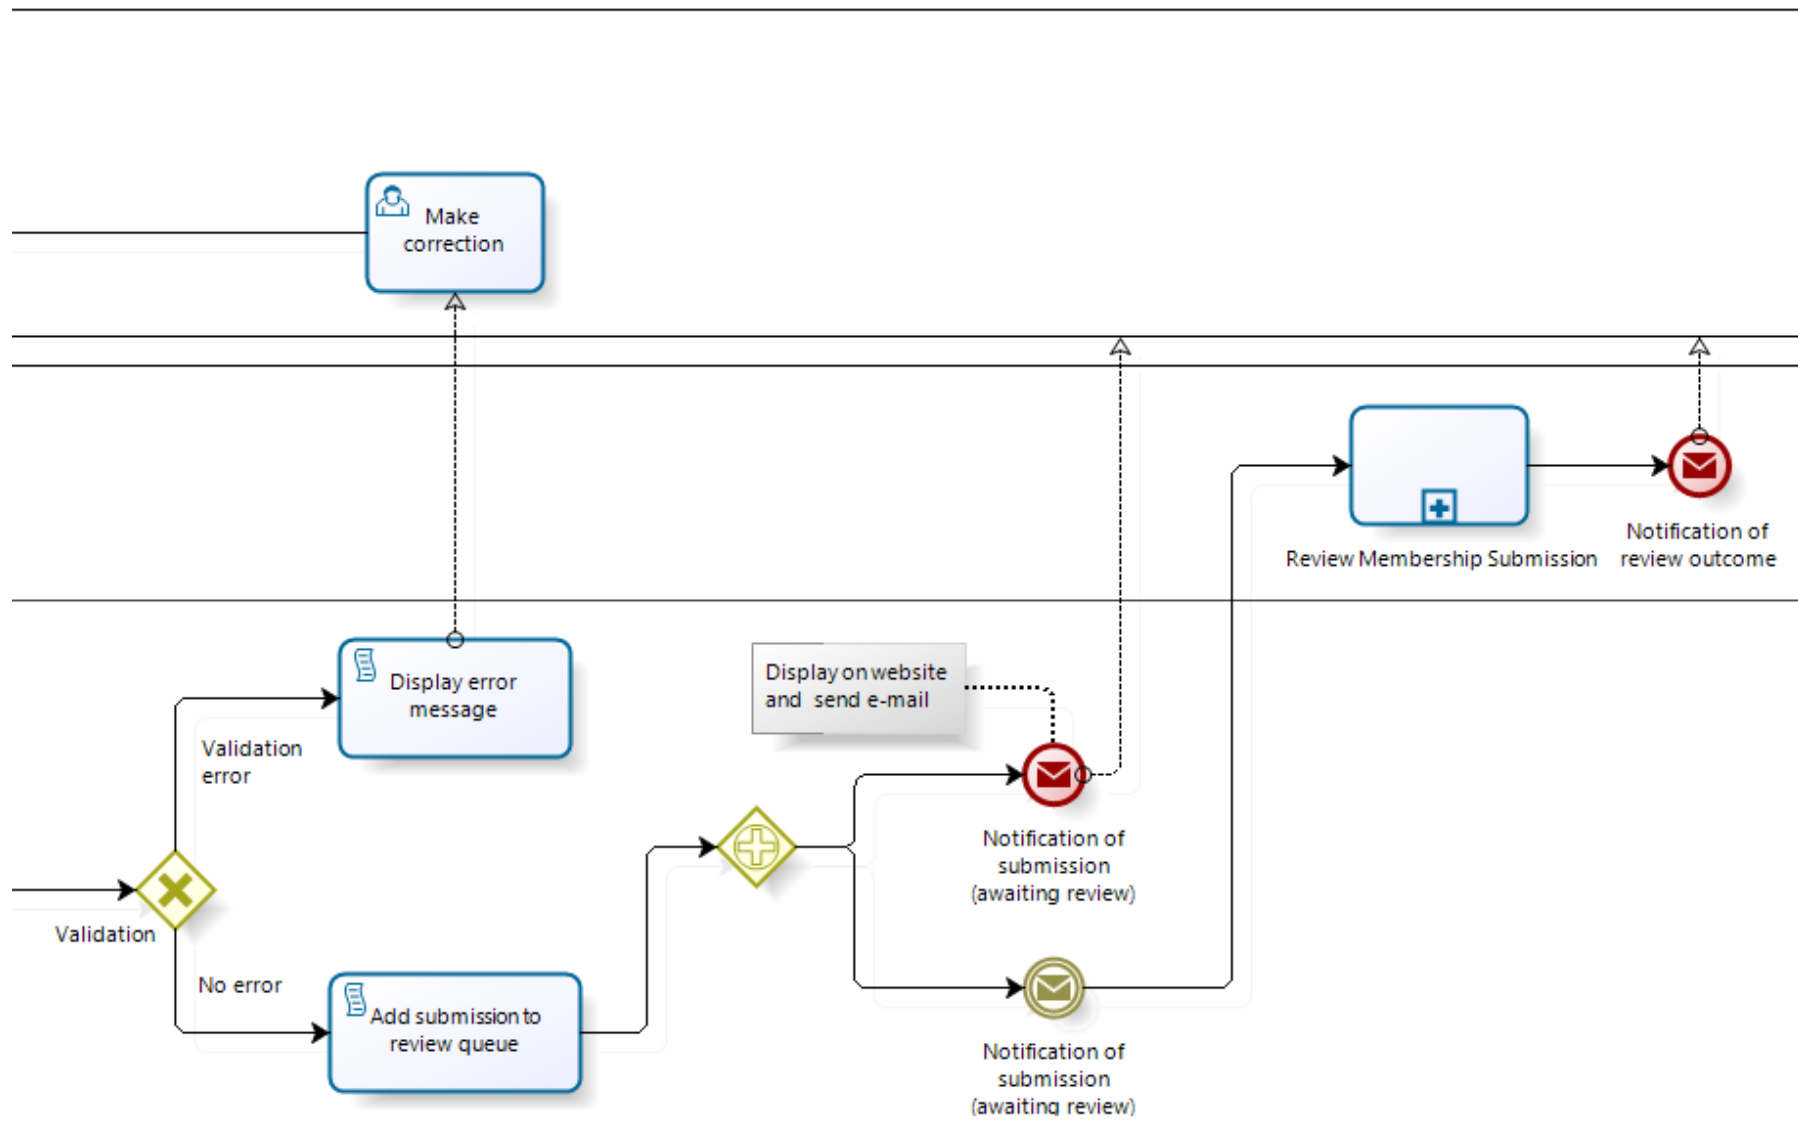 Make
correction
Review Membership Submission
Notification of
review outcome
Display error
message
Display on website
and  send e-mail
Validation
error
Notification of
submission
(awaiting review)
Validation
No error
Add submission to
review queue
Notification of
submission
(awaiting review)